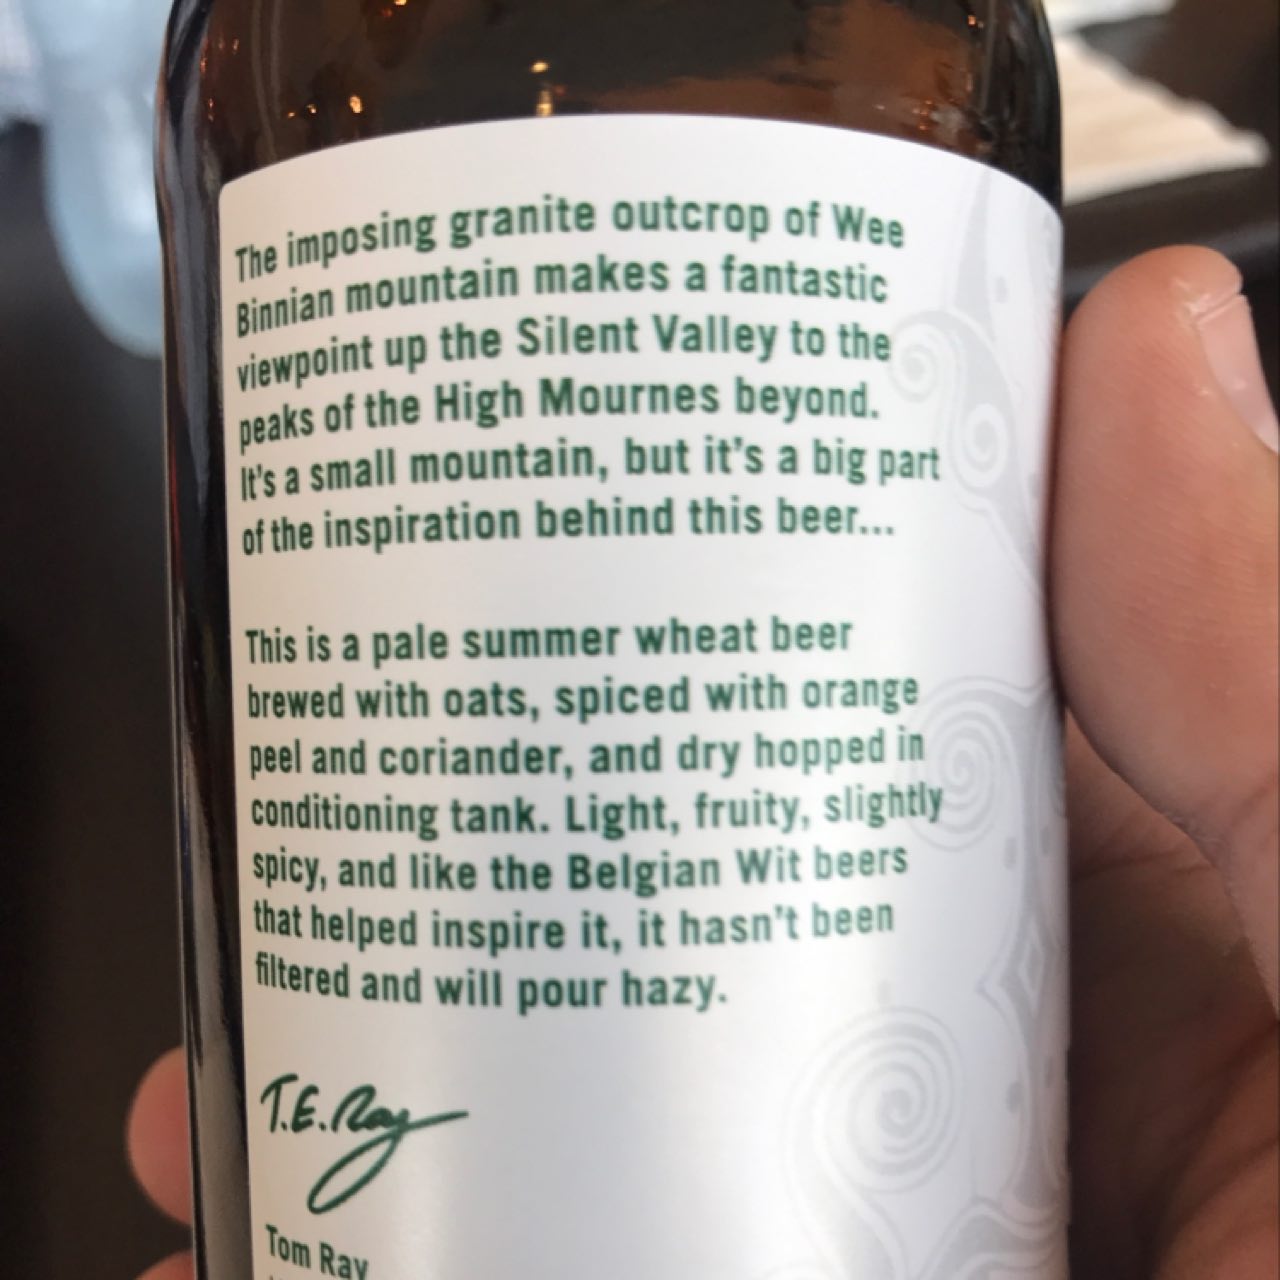 The imposing granite outcrop of Wee
Binnian mountain makes a fantastic
viewpoint up the Silent Valley to the
peaks of the High Mournes beyond.
It's a small mountain, but it's a big part
of the inspiration behind this beer...
This is a pale summer wheat beer
brewed with oats, spiced with orange
peel and coriander, and dry hopped in
conditioning tank. Light, fruity, slightly
spicy, and like the Belgian Wit beers
that helped inspire it, it hasn't been
filtered and will pour hazy.
T.E. Ray
Tom Ray